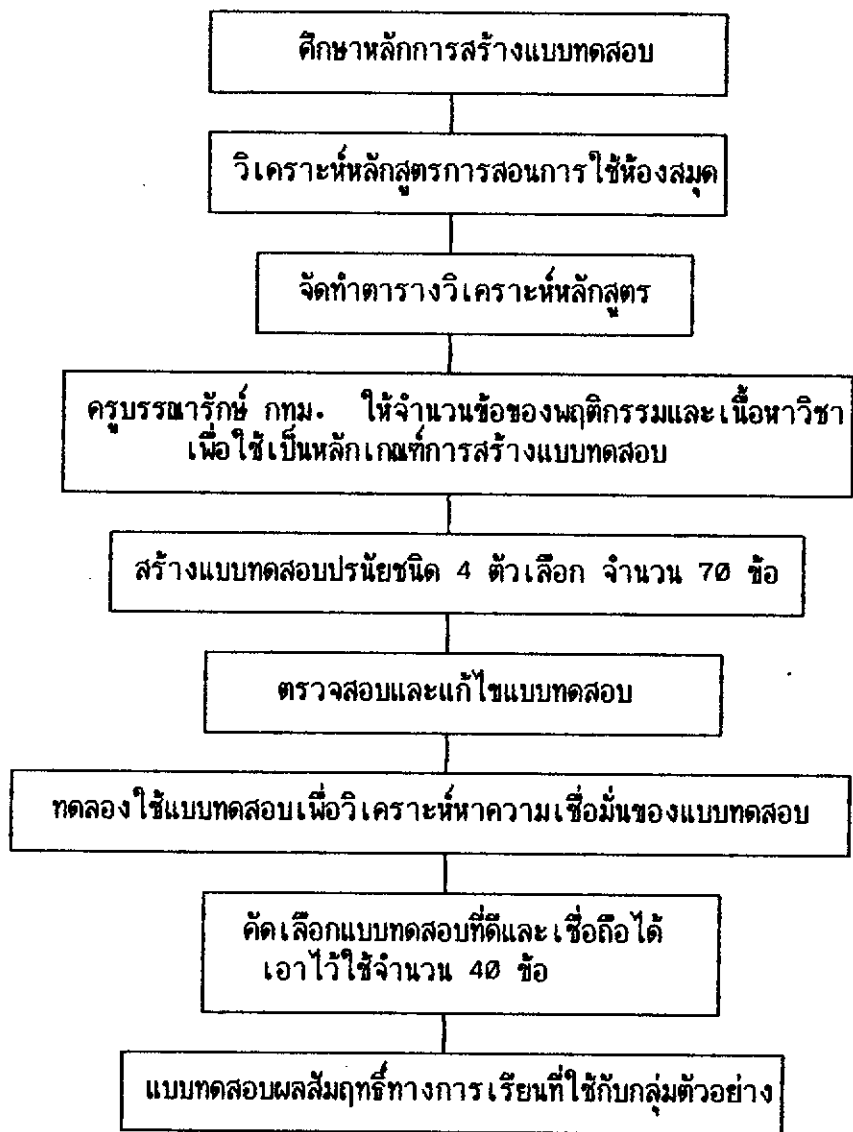 ศึกษาหลักการสร้างแบบทดสอบ
วิเคราะห์หลักสูตรการสอนการใช้ห้องสมุด
จัดทำตารางวิเคราะห์หลักสูตร
ครูบรรณารักษ์ กทม. ให้จำนวนข้อของพฤติกรรมและเนื้อหาวิชา
เพื่อใช้เป็นหลักเกณฑ์การสร้างแบบทดสอบ
สร้างแบบทดสอบปรนัยชนิด 4 ตัวเลือก จำนวน 70 ข้อ
ตรวจสอบและแก้ไขแบบทดสอบ
ทดลองใช้แบบทดสอบเพื่อวิเคราะห์หาความเชื่อมั่นของแบบทดสอบ
คัดเลือกแบบทดสอบที่ดีและเชื่อถือได้
เอาไว้ใช้จำนวน 40 ข้อ
แบบทดสอบผลสัมฤทธิ์ทางการเรียนที่ใช้กับกลุ่มตัวอย่าง